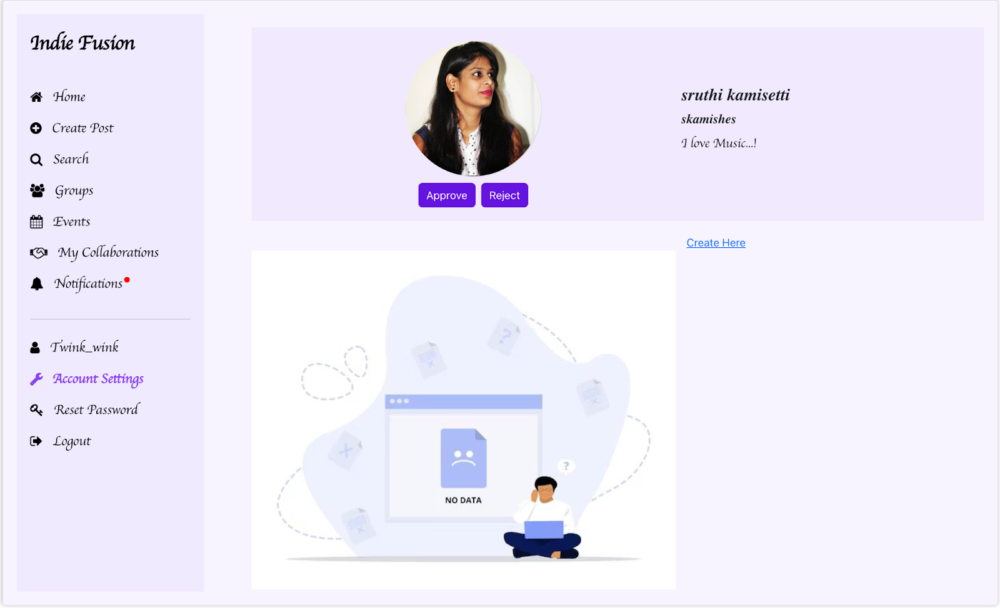 Indie Fusion
Home
Create Post
Search
Groups
Events
My Collaborations
Notifications
Twink_wink
Account Settings
Reset Password
Logout
sruthi kamisetti
skamishes
I love Music...!
Approve
Reject
Create Here
?
?
NO DATA